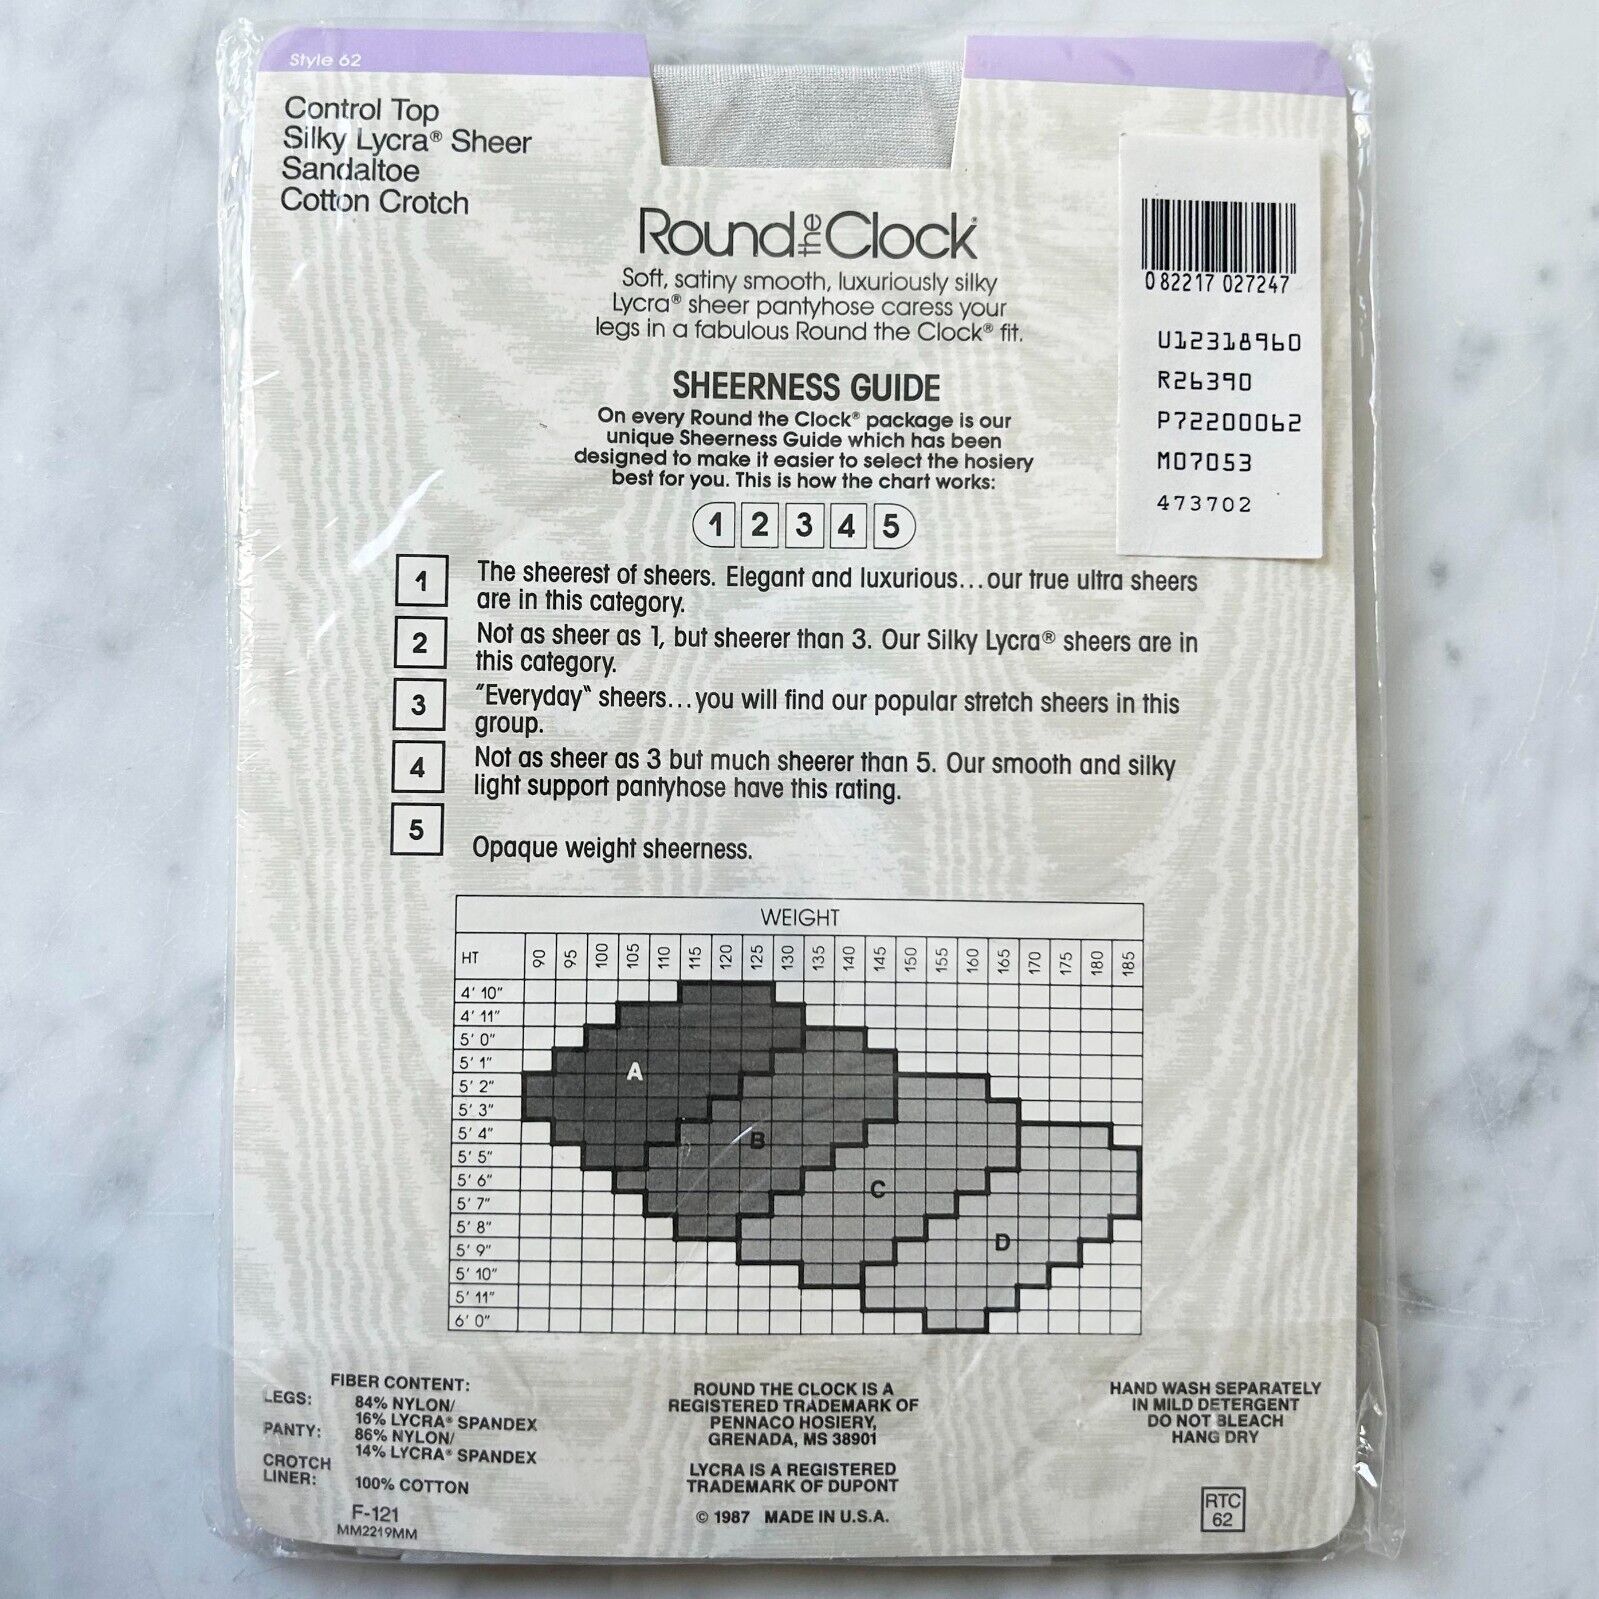 Style 62
Control Top
Silky Lycra® Sheer
Sandaltoe
Cotton Crotch
Round the Clock®
Soft, satiny smooth, luxuriously silky
Lycra® sheer pantyhose caress your
legs in a fabulous Round the Clock® fit.
0 82217 027247
U12318960
R26390
P72200062
M07053
473702
SHEERNESS GUIDE
On every Round the Clock® package is our
unique Sheerness Guide which has been
designed to make it easier to select the hosiery
best for you. This is how the chart works:
1 2 3 4 5
1 The sheerest of sheers. Elegant and luxurious...our true ultra sheers
are in this category.
2 Not as sheer as 1, but sheerer than 3. Our Silky Lycra® sheers are in
this category.
3 "Everyday" sheers...you will find our popular stretch sheers in this
group.
4 Not as sheer as 3 but much sheerer than 5. Our smooth and silky
light support pantyhose have this rating.
5 Opaque weight sheerness.
WEIGHT
HT 90 95 100 105 110 115 120 125 130 135 140 145 150 155 160 165 170 175 180 185
4' 10"
4' 11"
5' 0"
5' 1"
A
5' 2"
5' 3"
5' 4"
B
5' 5"
5' 6"
C
5' 7"
5' 8"
D
5' 9"
5' 10"
5' 11"
6' 0"
FIBER CONTENT:
LEGS: 84% NYLON/
16% LYCRA® SPANDEX
PANTY: 86% NYLON/
14% LYCRA® SPANDEX
CROTCH
LINER: 100% COTTON
F-121
MM2219MM
ROUND THE CLOCK IS A
REGISTERED TRADEMARK OF
PENNACO HOSIERY,
GRENADA, MS 38901
LYCRA IS A REGISTERED
TRADEMARK OF DUPONT
© 1987 MADE IN U.S.A.
HAND WASH SEPARATELY
IN MILD DETERGENT
DO NOT BLEACH
HANG DRY
RTC
62